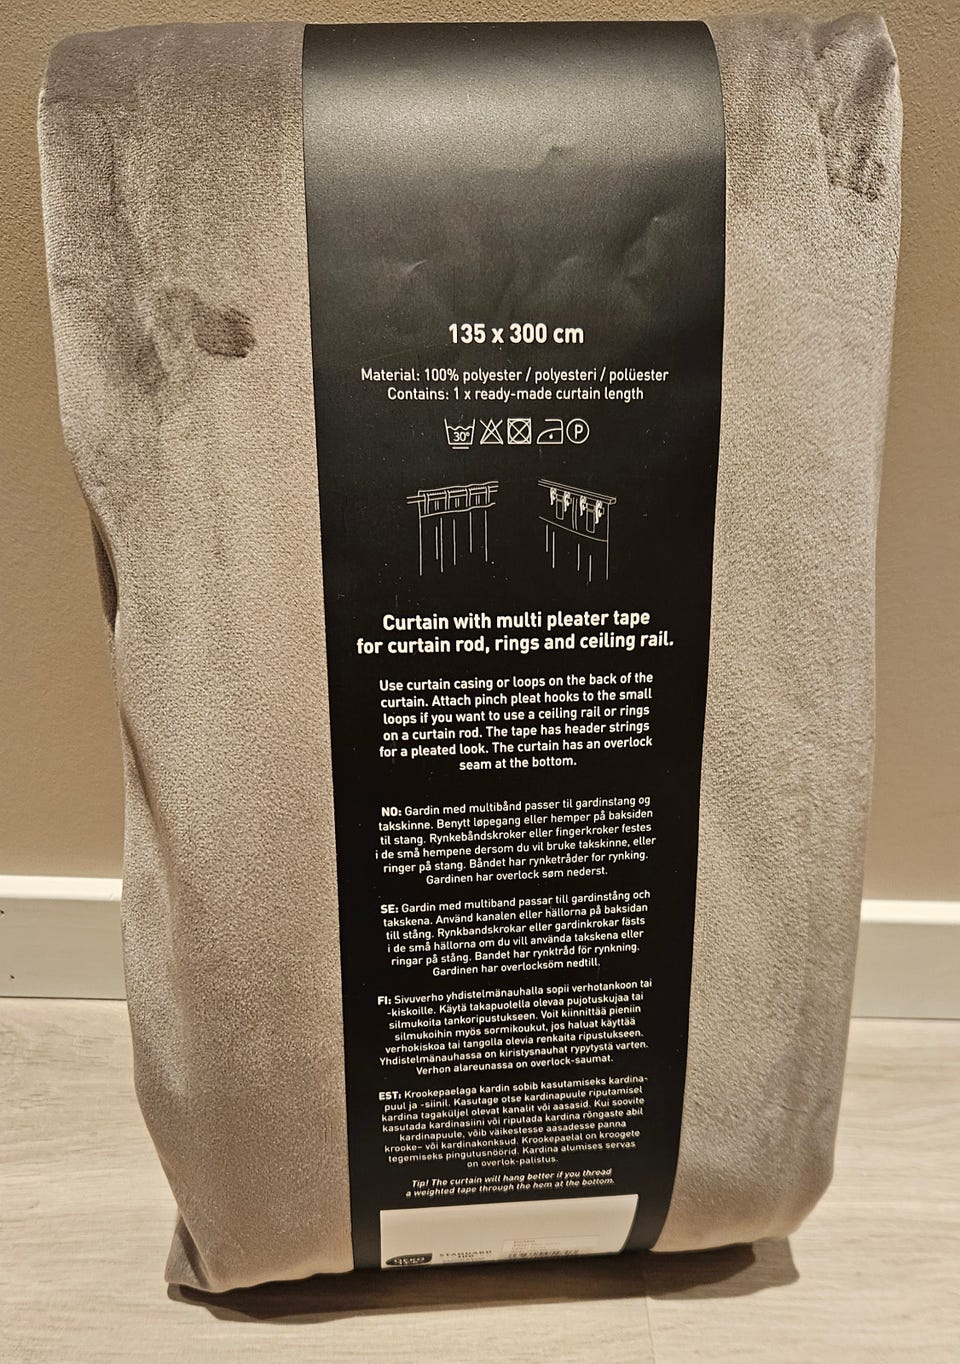 135 x 300 cm
Material: 100% polyester / polyesteri / polüester
Contains: 1 x ready-made curtain length
30°
P
Curtain with multi pleater tape
for curtain rod, rings and ceiling rail.
Use curtain casing or loops on the back of the
curtain. Attach pinch pleat hooks to the small
loops if you want to use a ceiling rail or rings
on a curtain rod. The tape has header strings
for a pleated look. The curtain has an overlock
seam at the bottom.
NO: Gardin med multibånd passer til gardinstang og
takskinne. Benytt løpegang eller hemper på baksiden
til stang. Rynkebåndskroker eller fingerkroker festes
i de små hempene dersom du vil bruke takskinne, eller
ringer på stang. Båndet har rynketråder for rynking.
Gardinen har overlock søm nederst.
SE: Gardin med multiband passar till gardinstång och
takskena. Använd kanalen eller hällorna på baksidan
till stång. Rynkbandskrokar eller gardinkrokar fästs
i de små hällorna om du vill använda takskena eller
ringar på stång. Bandet har rynktråd för rynkning.
Gardinen har overlocksöm nedtill.
FI: Sivuverho yhdistelmänauhalla sopii verhotankoon tai
-kiskoille. Käytä takapuolella olevaa pujotuskujaa tai
silmukoita tankoripustukseen. Voit kiinnittää pieniin
silmukoihin myös sormikoukut, jos haluat käyttää
verhokiskoa tai tangolla olevia renkaita ripustukseen.
Yhdistelmänauhassa on kiristysnauhat rypytystä varten.
Verhon alareunassa on overlock-saumat.
EST: Krookepaelaga kardin sobib kasutamiseks kardina-
puul ja -siinil. Kasutage otse kardinapuule riputamisel
kardina tagaküljel olevat kanalit või aasasid. Kui soovite
kasutada kardinasiini või riputada kardina rõngaste abil
kardinapuule, võib väikestesse aasadesse panna
krooke- või kardinakonksud. Krookepaelal on kroogete
tegemiseks pingutusnöörid. Kardina alumises servas
on overlok-palistus.
Tip! The curtain will hang better if you thread
a weighted tape through the hem at the bottom.
STANDARD